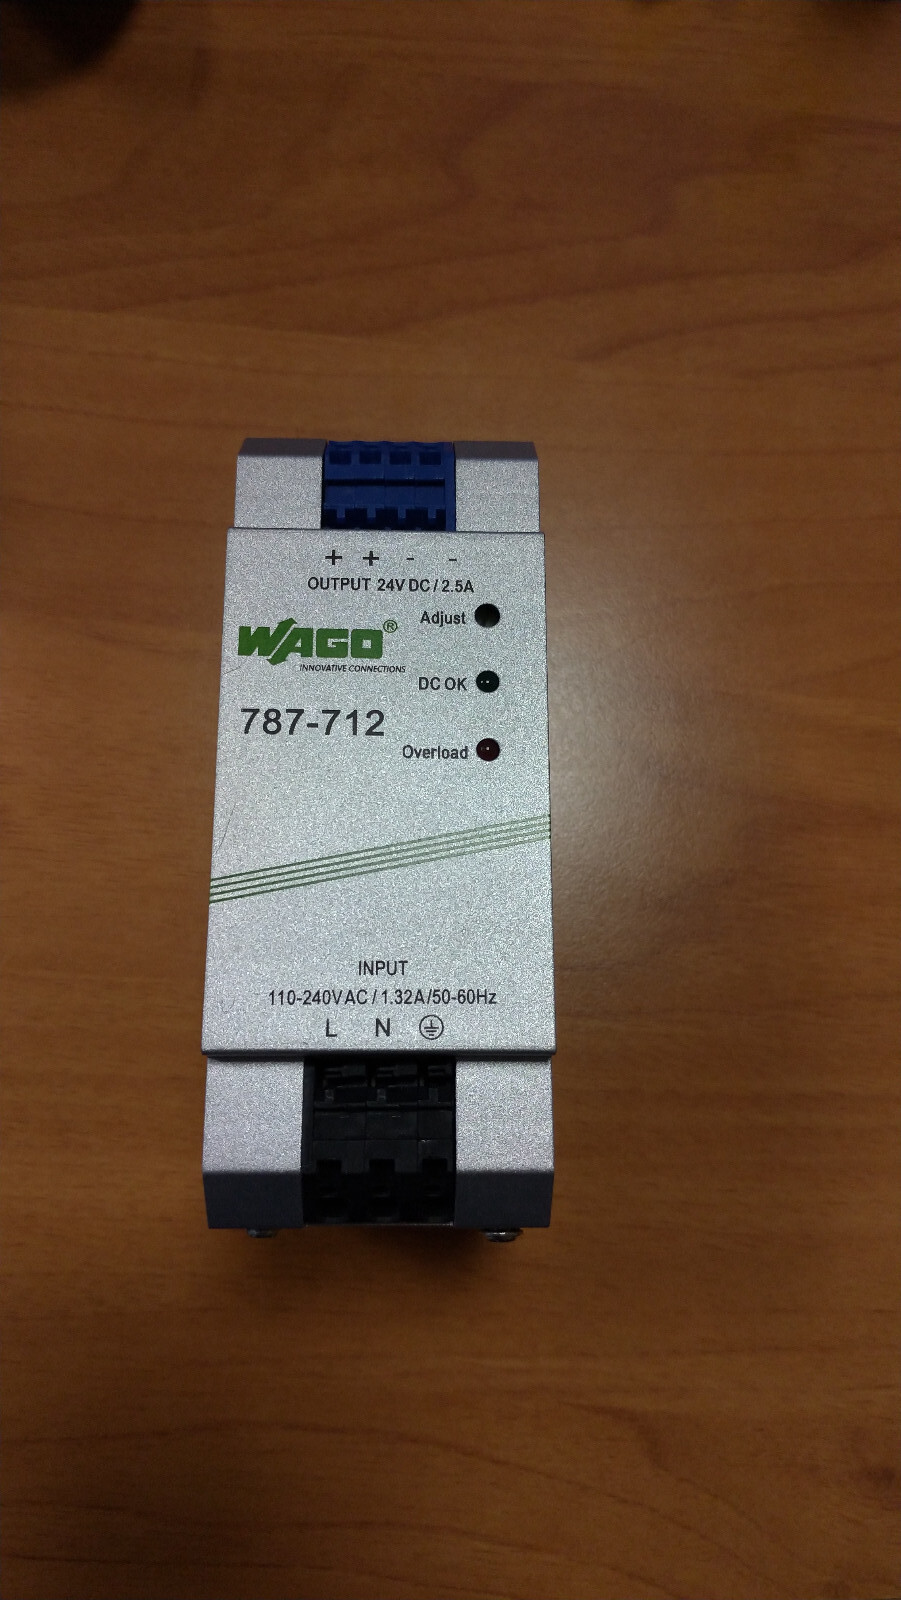 + + - -
OUTPUT 24V DC / 2.5A
Adjust
WAGO®
INNOVATIVE CONNECTIONS
DC OK
787-712
Overload
INPUT
110-240V AC / 1.32A/50-60Hz
L N